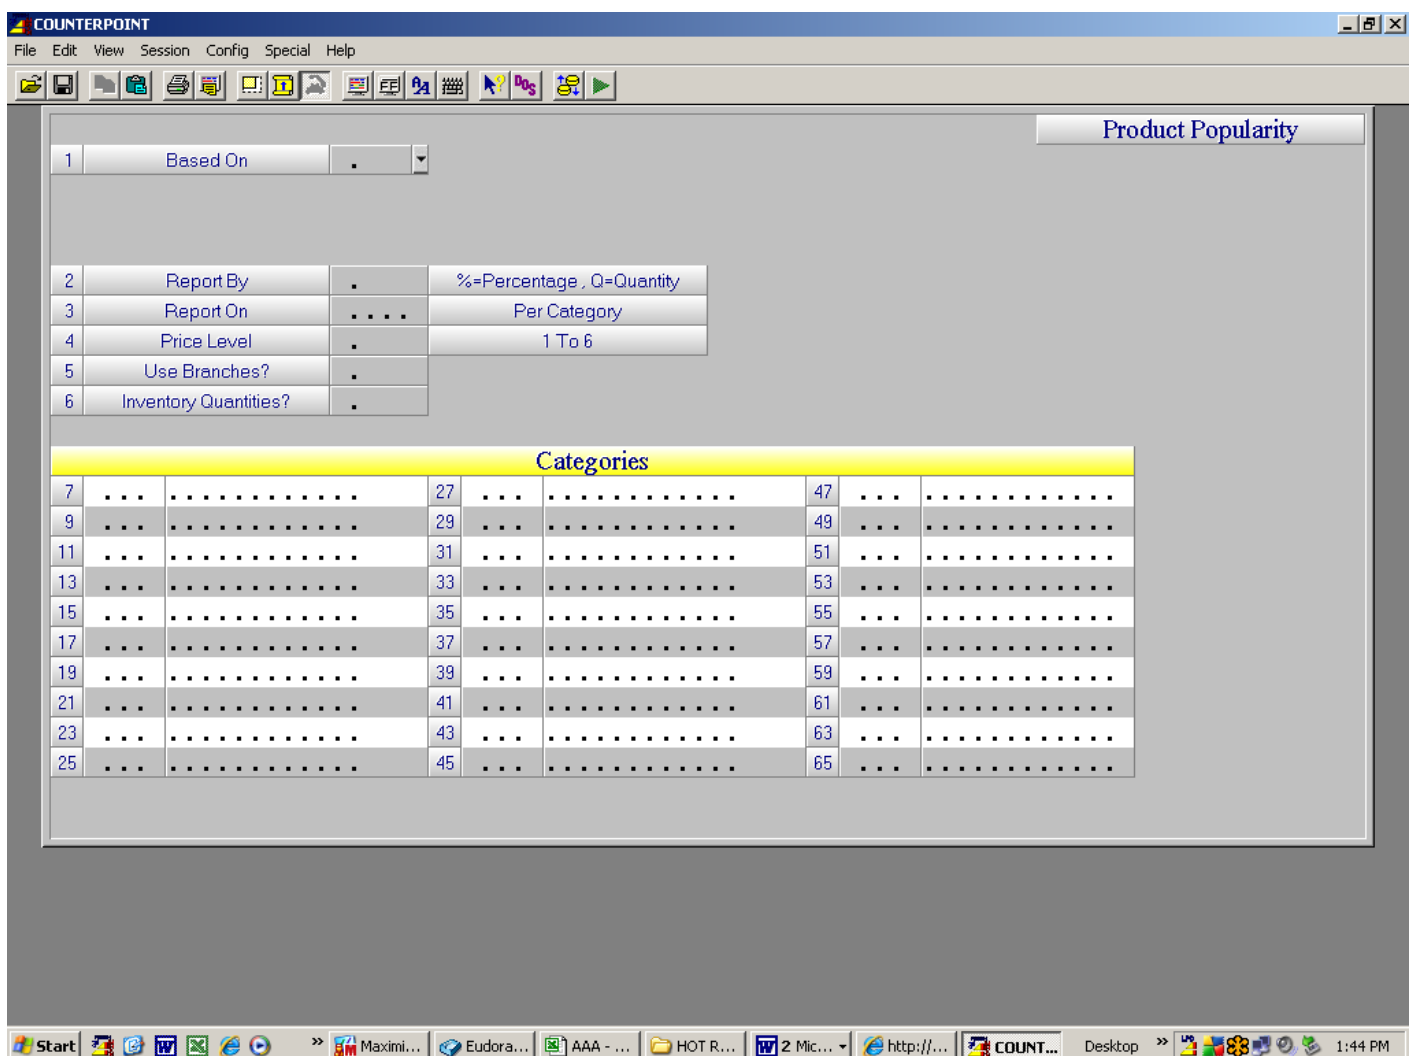 COUNTERPOINT
File Edit View Session Config Special Help
DOS
Product Popularity
1 Based On .
2 Report By . %=Percentage , Q=Quantity
3 Report On .... Per Category
4 Price Level . 1 To 6
5 Use Branches? .
6 Inventory Quantities? .
Categories
7 ... ............ 27 ... ............ 47 ... ............
9 ... ............ 29 ... ............ 49 ... ............
11 ... ............ 31 ... ............ 51 ... ............
13 ... ............ 33 ... ............ 53 ... ............
15 ... ............ 35 ... ............ 55 ... ............
17 ... ............ 37 ... ............ 57 ... ............
19 ... ............ 39 ... ............ 59 ... ............
21 ... ............ 41 ... ............ 61 ... ............
23 ... ............ 43 ... ............ 63 ... ............
25 ... ............ 45 ... ............ 65 ... ............
Start » Maximi... Eudora... AAA - ... HOT R... 2 Mic... http://... COUNT... Desktop » 1:44 PM